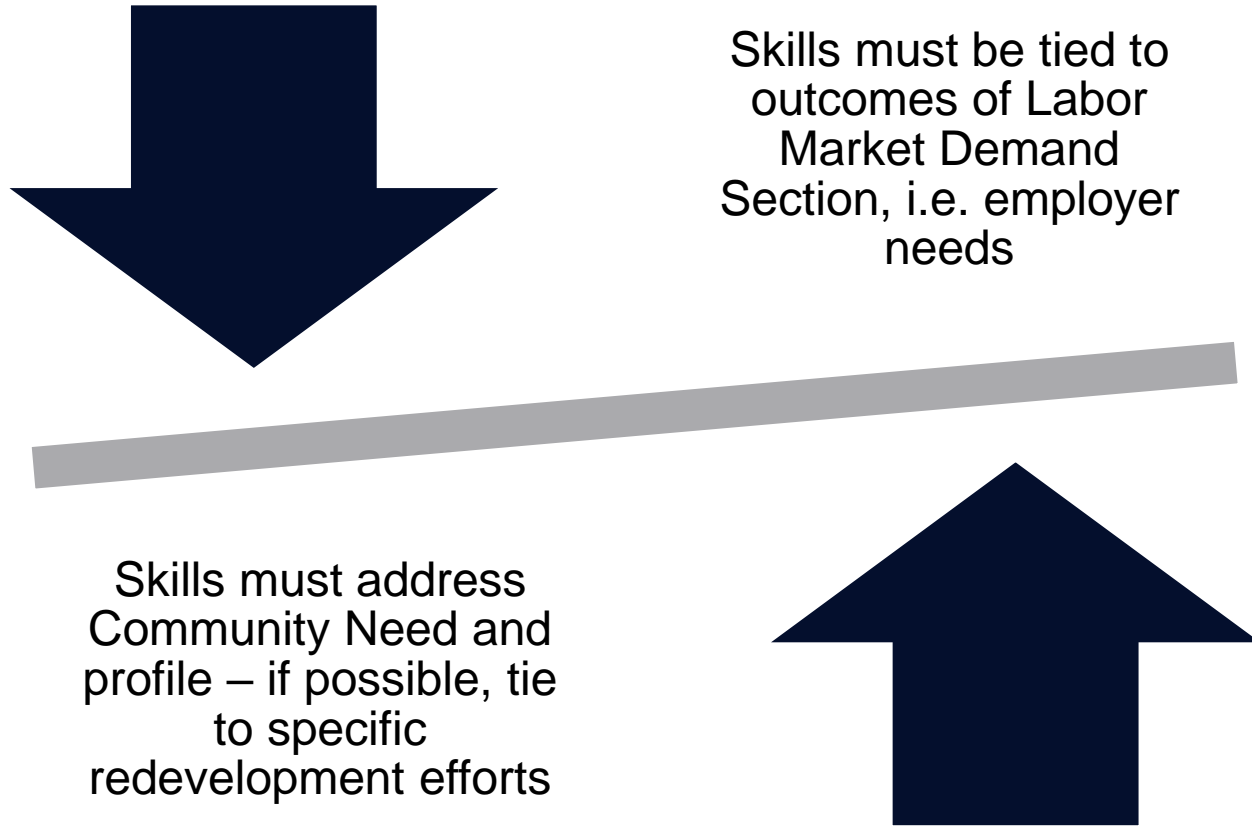 Skills must be tied to
outcomes of Labor
Market Demand
Section, i.e. employer
needs
Skills must address
Community Need and
profile – if possible, tie
to specific
redevelopment efforts